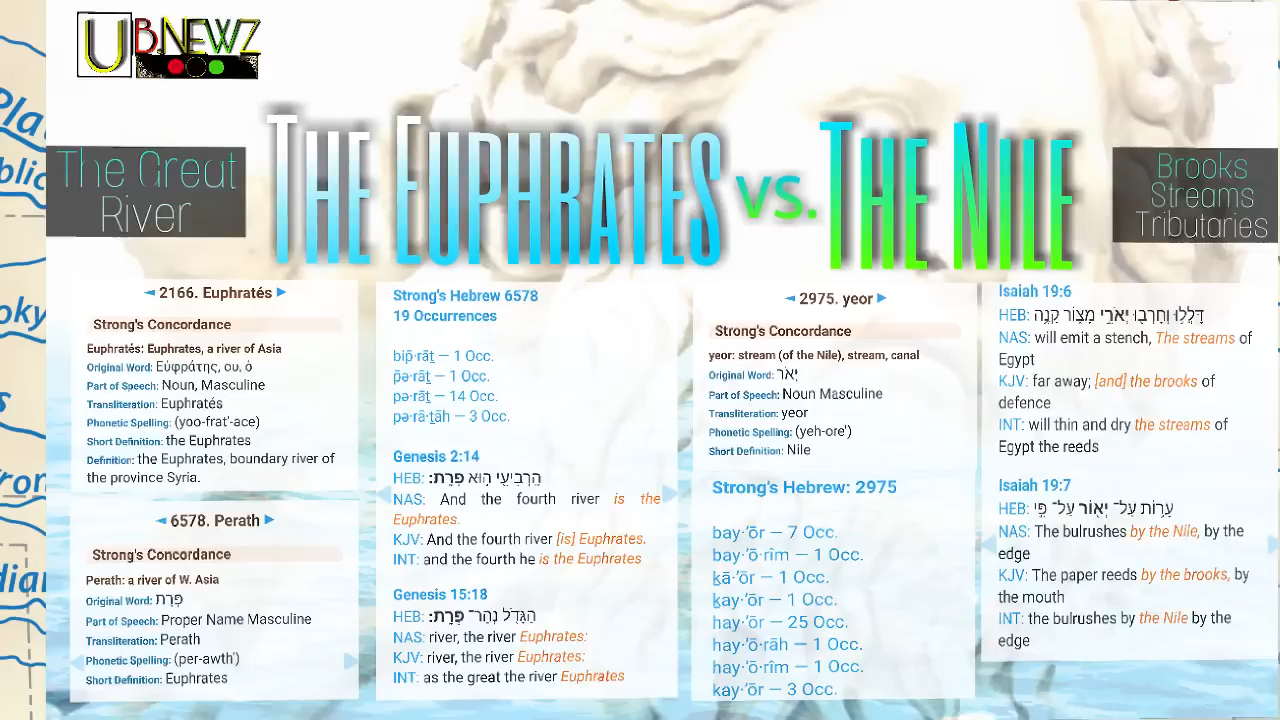 UBNEWZ
THE EUPHRATES vs. THE NILE
The Great
River
Brooks
Streams
Tributaries
Pla
blic
oky
s
ron
dian
◄ 2166. Euphratés ►
Strong's Concordance
Euphratés: Euphrates, a river of Asia
Original Word: Εὐφράτης, ου, ὁ
Part of Speech: Noun, Masculine
Transliteration: Euphratés
Phonetic Spelling: (yoo-frat'-ace)
Short Definition: the Euphrates
Definition: the Euphrates, boundary river of
the province Syria.
◄ 6578. Perath ►
Strong's Concordance
Perath: a river of W. Asia
Original Word: פְּרָת
Part of Speech: Proper Name Masculine
Transliteration: Perath
Phonetic Spelling: (per-awth')
Short Definition: Euphrates
Strong's Hebrew 6578
19 Occurrences
bip̄·rāṯ — 1 Occ.
p̄ə·rāṯ — 1 Occ.
pə·rāṯ — 14 Occ.
pə·rā·ṯāh — 3 Occ.
Genesis 2:14
HEB: הָֽרְבִיעִ֖י ה֥וּא פְרָֽת׃
NAS: And the fourth river is the
Euphrates.
KJV: And the fourth river [is] Euphrates.
INT: and the fourth he is the Euphrates
Genesis 15:18
HEB: הַגָּדֹ֖ל נְהַר־ פְּרָֽת׃
NAS: river, the river Euphrates:
KJV: river, the river Euphrates:
INT: as the great the river Euphrates
◄ 2975. yeor ►
Strong's Concordance
yeor: stream (of the Nile), stream, canal
Original Word: יְאֹר
Part of Speech: Noun Masculine
Transliteration: yeor
Phonetic Spelling: (yeh-ore')
Short Definition: Nile
Strong's Hebrew: 2975
bay·’ōr — 7 Occ.
bay·’ō·rîm — 1 Occ.
ḵā·’ōr — 1 Occ.
kay·’ōr — 1 Occ.
hay·’ōr — 25 Occ.
hay·’ō·rāh — 1 Occ.
hay·’ō·rîm — 1 Occ.
kay·’ōr — 3 Occ.
Isaiah 19:6
HEB: דָּלֲל֥וּ וְחָרְב֖וּ יְאֹרֵ֣י מָצ֑וֹר קָנֶ֥ה
NAS: will emit a stench, The streams of
Egypt
KJV: far away; [and] the brooks of
defence
INT: will thin and dry the streams of
Egypt the reeds
Isaiah 19:7
HEB: עָר֥וֹת עַל־ יְא֖וֹר עַל־ פִּ֣י
NAS: The bulrushes by the Nile, by the
edge
KJV: The paper reeds by the brooks, by
the mouth
INT: the bulrushes by the Nile by the
edge